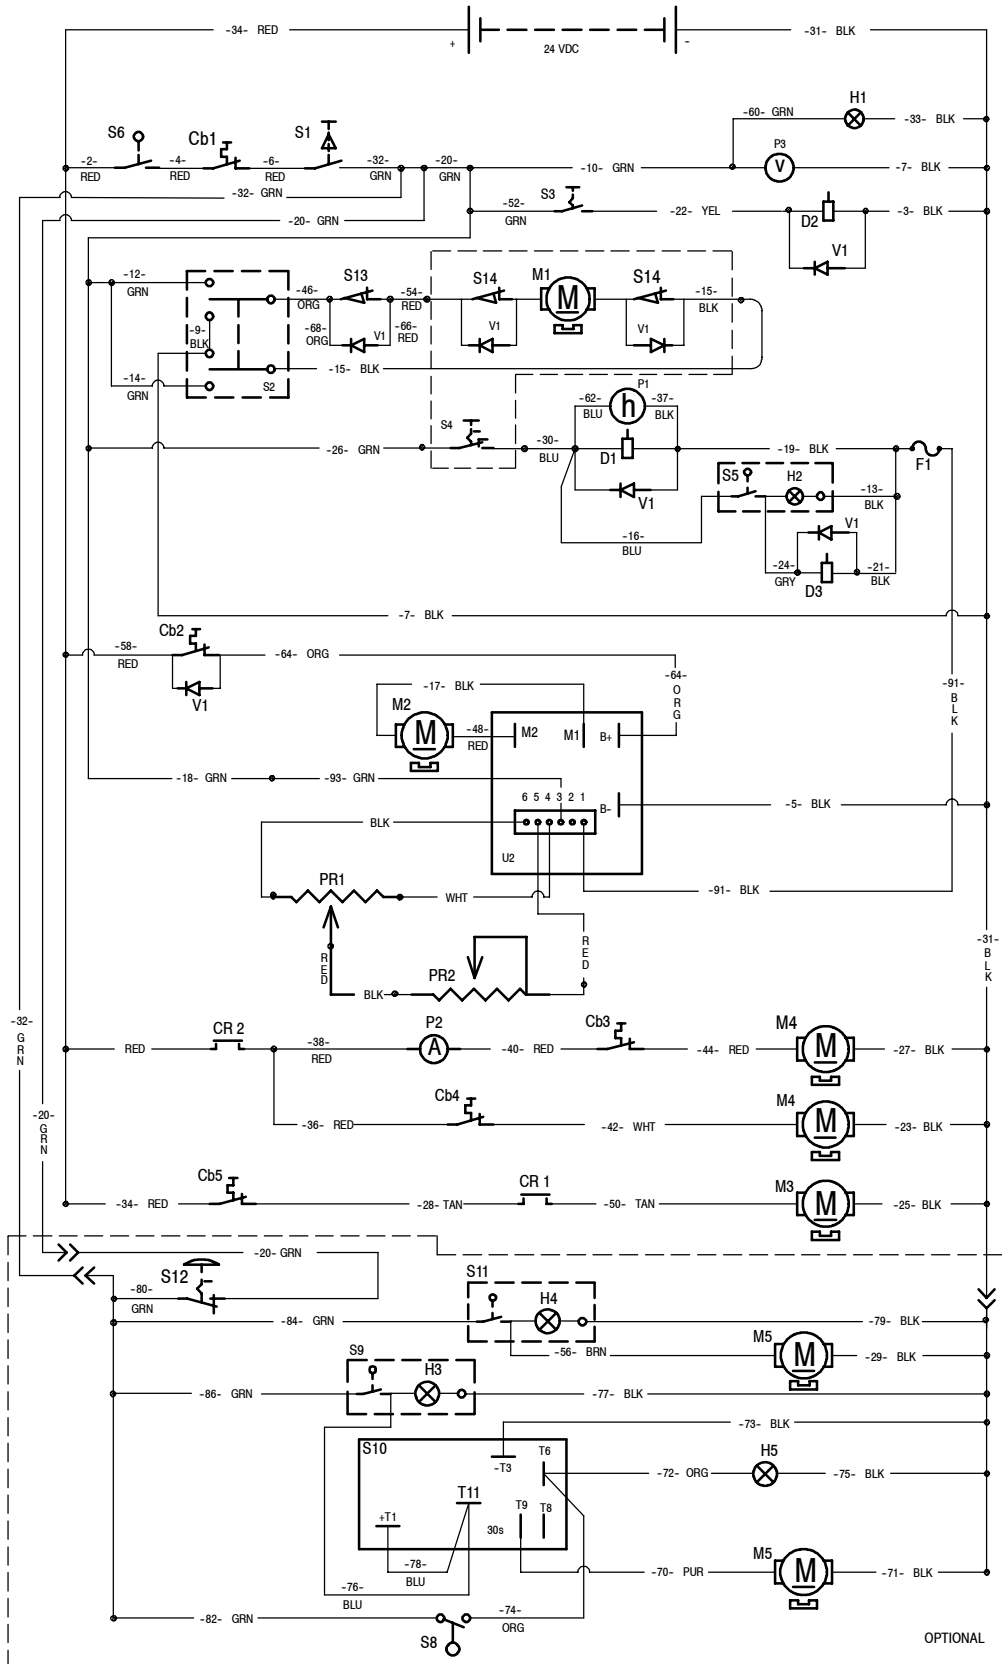 -34- RED
+
24 VDC
-
-31- BLK
-60- GRN
H1
-33- BLK
S6
Cb1
S1
P3
-2-
RED
-4-
RED
-6-
RED
-32-
GRN
-20-
GRN
-10- GRN
V
-7- BLK
-32- GRN
S3
-52-
GRN
-22- YEL
D2
-3- BLK
-20- GRN
V1
-12-
GRN
S13
S14
M1
S14
-46-
ORG
-54-
RED
M
-15-
BLK
-9-
BLK
-68-
ORG
V1
-66-
RED
V1
V1
-15- BLK
-14-
GRN
S2
P1
-62-
BLU
h
-37-
BLK
S4
-26- GRN
-30-
BLU
D1
-19- BLK
F1
S5
H2
-13-
BLK
V1
V1
-16-
BLU
-24-
GRY
-21-
BLK
D3
-7- BLK
Cb2
-58-
RED
-64- ORG
-64-
O
R
G
-91-
B
L
K
V1
-17- BLK
M2
M
-48-
RED
M2
M1
B+
-18- GRN
-93- GRN
6 5 4 3 2 1
B-
-5- BLK
BLK
U2
PR1
WHT
-91- BLK
R
E
D
R
E
D
-31-
B
L
K
PR2
BLK
-32-
G
R
N
CR 2
P2
Cb3
M4
RED
-38-
RED
A
-40- RED
-44- RED
M
-27- BLK
Cb4
M4
-20-
G
R
N
-36- RED
-42- WHT
M
-23- BLK
Cb5
CR 1
M3
-34- RED
-28- TAN
-50- TAN
M
-25- BLK
-20- GRN
S12
S11
-80-
GRN
H4
-84- GRN
-79- BLK
M5
-56- BRN
M
-29- BLK
S9
H3
-86- GRN
-77- BLK
-73- BLK
S10
T6
H5
-T3
-72- ORG
-75- BLK
T11
+T1
T9
T8
30s
M5
-78-
BLU
-70- PUR
M
-71- BLK
-76-
BLU
-82- GRN
-74-
ORG
S8
OPTIONAL